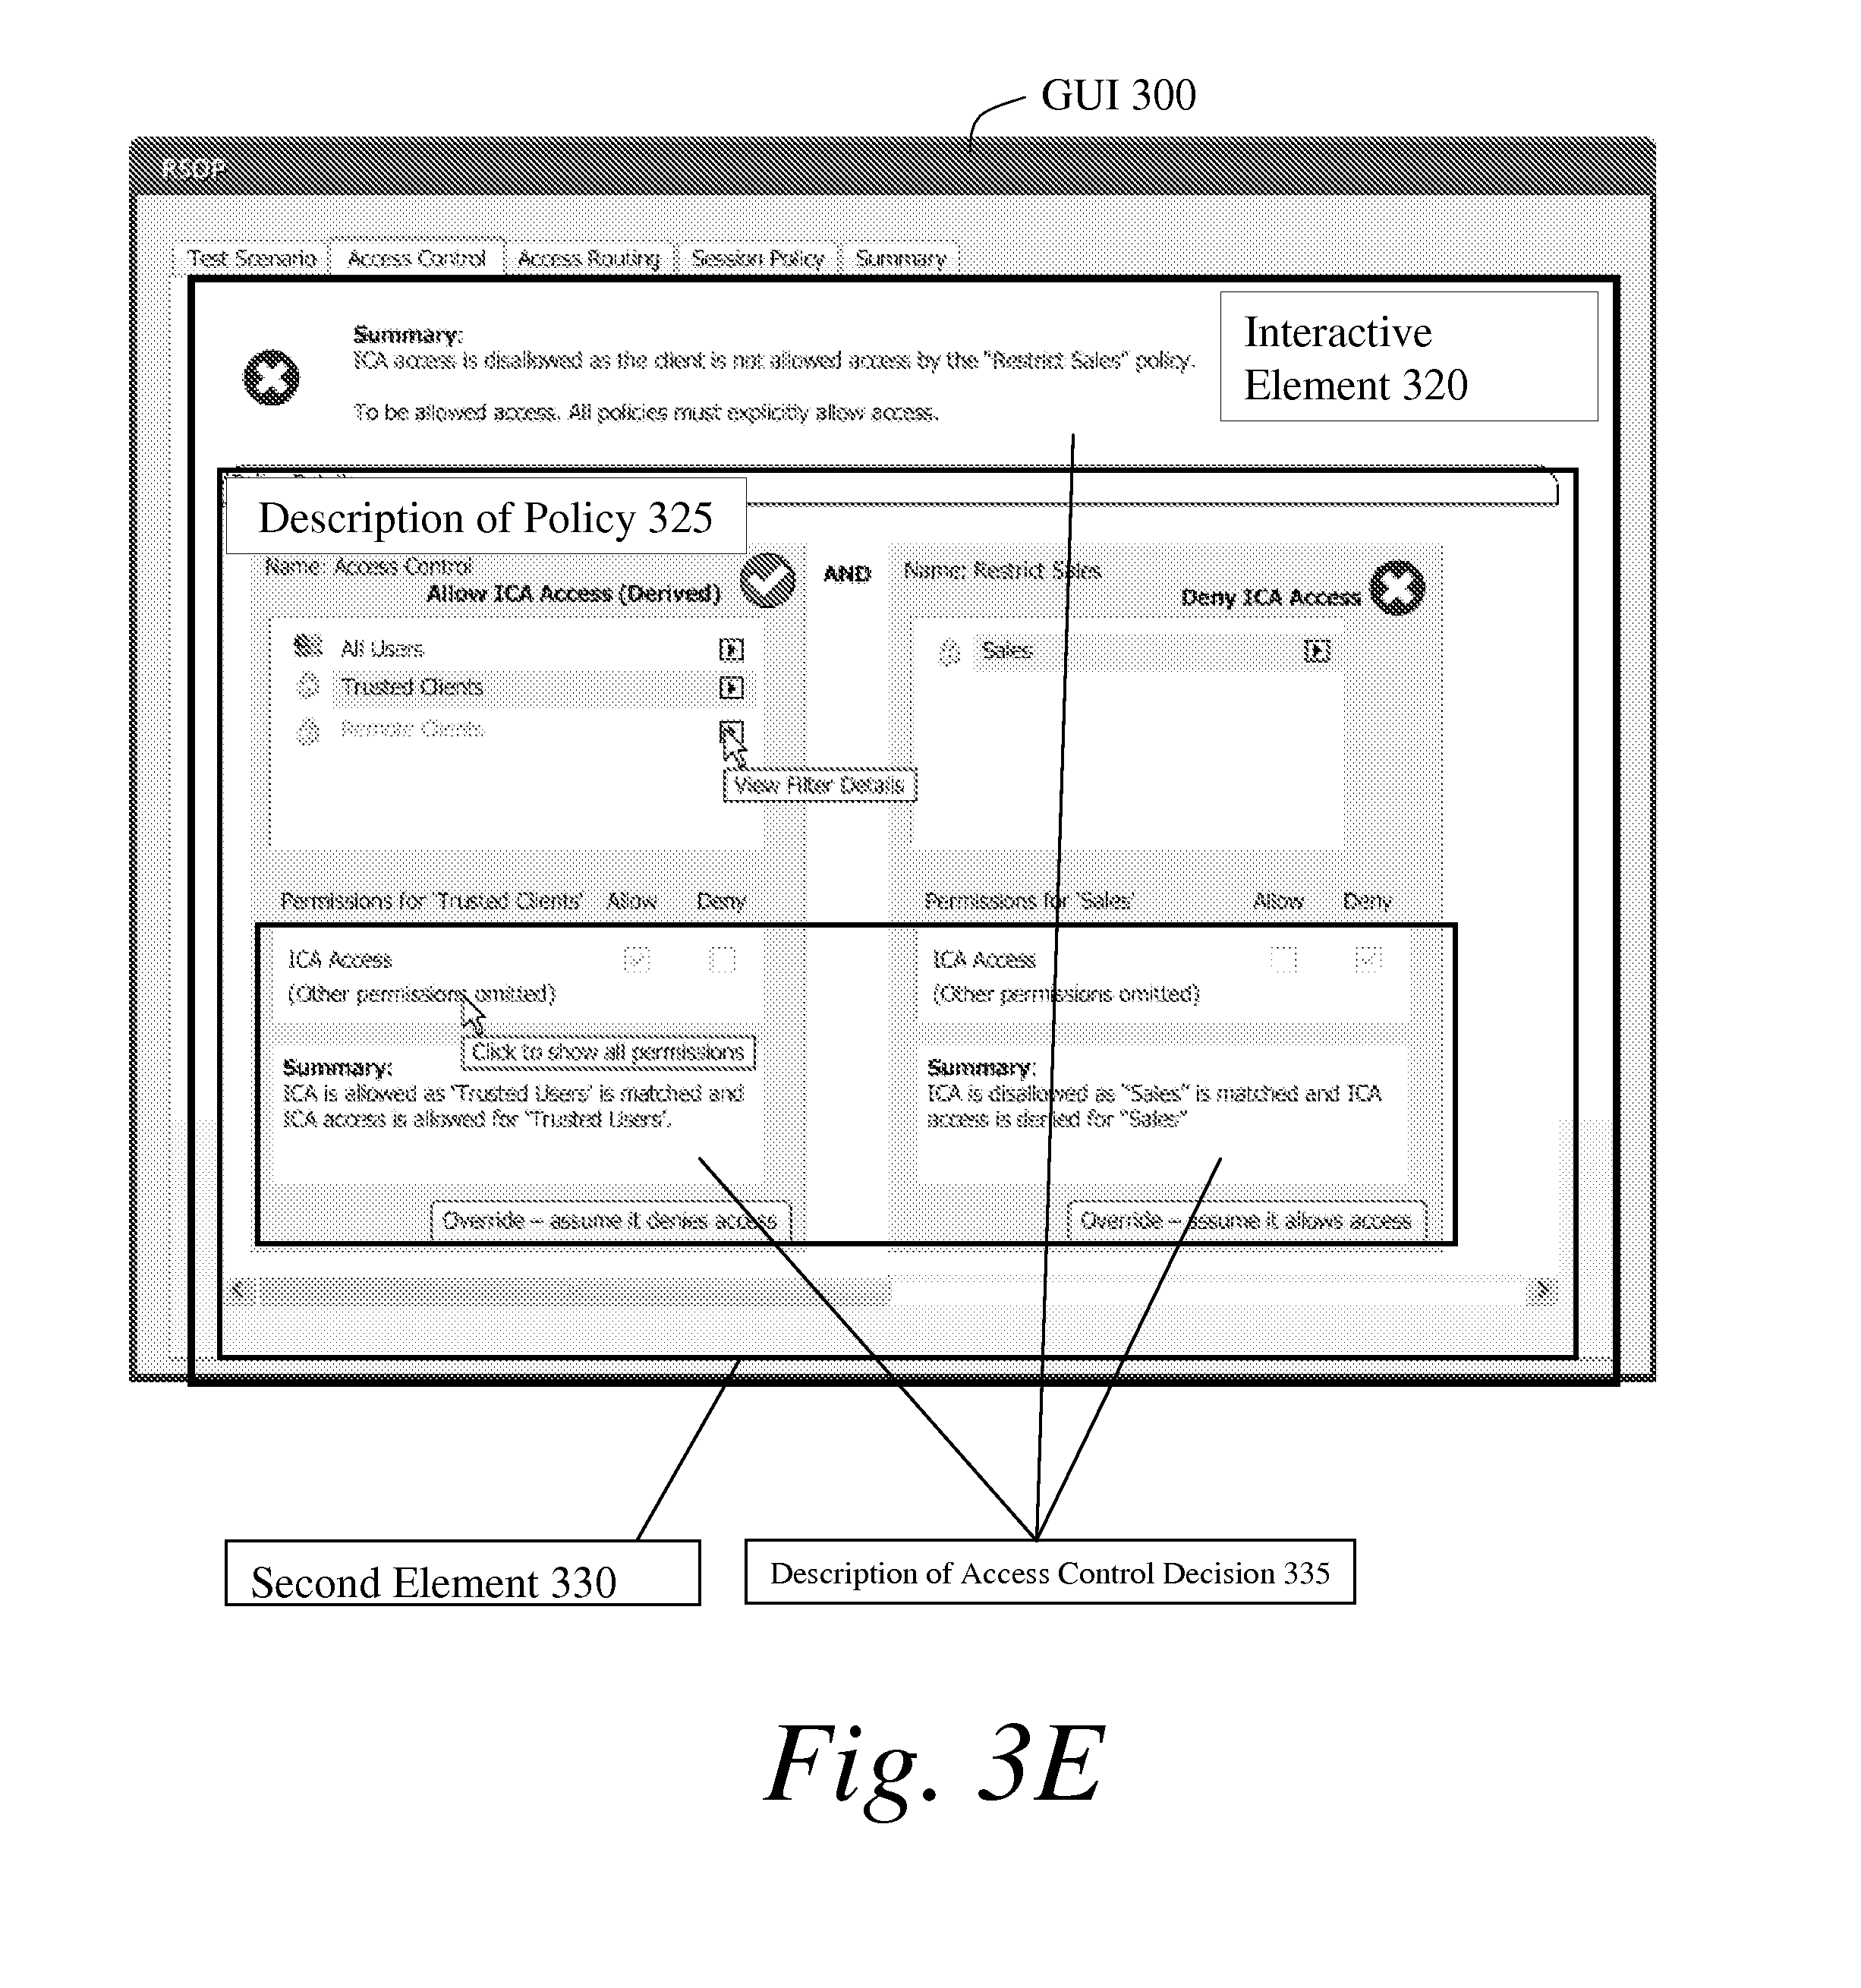 GUI 300
RSOP
Test Scenario Access Control Access Routing Session Policy Summary
Interactive
Element 320
Summary:
ICA access is disallowed as the client is not allowed access by the "Restrict Sales" policy.
To be allowed access. All policies must explicitly allow access.
Description of Policy 325
Name: Access Control
Allow ICA Access (Derived)
AND
Name: Restrict Sales
Deny ICA Access
All Users
Trusted Clients
Remote Clients
View Filter Details
Sales
Permissions for 'Trusted Clients' Allow Deny
ICA Access
(Other permissions omitted)
Click to show all permissions
Summary:
ICA is allowed as 'Trusted Users' is matched and
ICA access is allowed for 'Trusted Users'.
Override – assume it denies access
Permissions for 'Sales' Allow Deny
ICA Access
(Other permissions omitted)
Summary:
ICA is disallowed as "Sales" is matched and ICA
access is denied for "Sales"
Override – assume it allows access
Second Element 330
Description of Access Control Decision 335
Fig. 3E